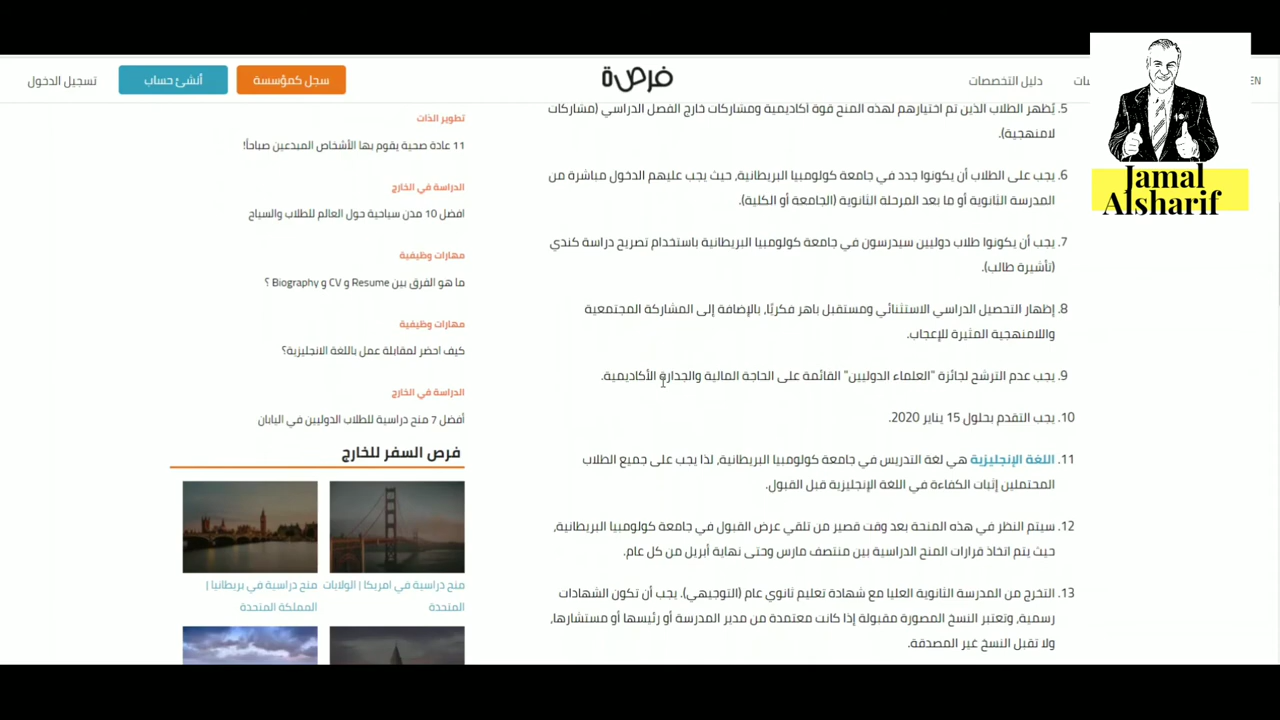 EN
دليل التخصصات
فرصة
سجل كمؤسسة
أنشئ حساب
تسجيل الدخول
Jamal
Alsharif
5. يُظهر الطلاب الذين تم اختيارهم لهذه المنح قوة أكاديمية ومشاركات خارج الفصل الدراسي (مشاركات
لامنهجية).
6. يجب على الطلاب أن يكونوا جدد في جامعة كولومبيا البريطانية، حيث يجب عليهم الدخول مباشرة من
المدرسة الثانوية أو ما بعد المرحلة الثانوية (الجامعة أو الكلية).
7. يجب أن يكونوا طلاب دوليين سيدرسون في جامعة كولومبيا البريطانية باستخدام تصريح دراسة كندي
(تأشيرة طالب).
8. إظهار التحصيل الدراسي الاستثنائي ومستقبل باهر فكريًا، بالإضافة إلى المشاركة المجتمعية
واللامنهجية المثيرة للإعجاب.
9. يجب عدم الترشح لجائزة "العلماء الدوليين" القائمة على الحاجة المالية والجدارة الأكاديمية.
10. يجب التقدم بحلول 15 يناير 2020.
11. اللغة الإنجليزية هي لغة التدريس في جامعة كولومبيا البريطانية، لذا يجب على جميع الطلاب
المحتملين إثبات الكفاءة في اللغة الإنجليزية قبل القبول.
12. سيتم النظر في هذه المنحة بعد وقت قصير من تلقي عرض القبول في جامعة كولومبيا البريطانية،
حيث يتم اتخاذ قرارات المنح الدراسية بين منتصف مارس وحتى نهاية أبريل من كل عام.
13. التخرج من المدرسة الثانوية العليا مع شهادة تعليم ثانوي عام (التوجيهي). يجب أن تكون الشهادات
رسمية، وتعتبر النسخ المصورة مقبولة إذا كانت معتمدة من مدير المدرسة أو رئيسها أو مستشارها،
ولا تقبل النسخ غير المصدقة.
تطوير الذات
11 عادة صحية يقوم بها الأشخاص المبدعين صباحاً!
الدراسة في الخارج
افضل 10 مدن سياحية حول العالم للطلاب والسياح
مهارات وظيفية
ما هو الفرق بين Resume و CV و Biography ؟
مهارات وظيفية
كيف احضر لمقابلة عمل باللغة الانجليزية؟
الدراسة في الخارج
أفضل 7 منح دراسية للطلاب الدوليين في اليابان
فرص السفر للخارج
منح دراسية في امريكا | الولايات
المتحدة
منح دراسية في بريطانيا |
المملكة المتحدة